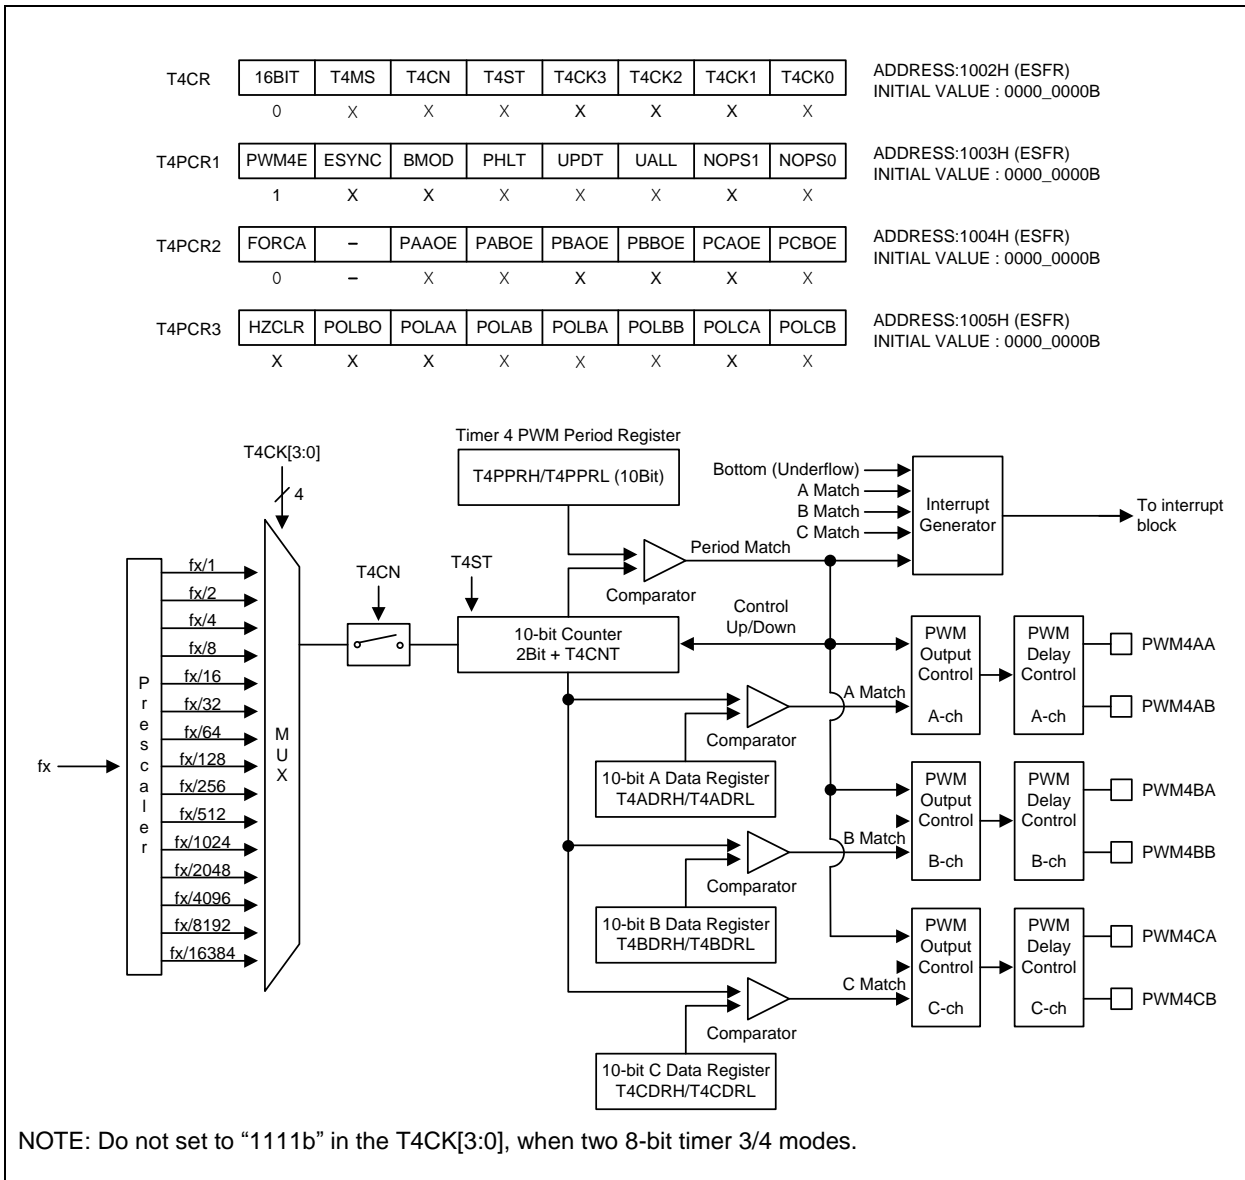 T4CR 16BIT T4MS T4CN T4ST T4CK3 T4CK2 T4CK1 T4CK0 ADDRESS:1002H (ESFR)
INITIAL VALUE : 0000_0000B
0 X X X X X X X
T4PCR1 PWM4E ESYNC BMOD PHLT UPDT UALL NOPS1 NOPS0 ADDRESS:1003H (ESFR)
INITIAL VALUE : 0000_0000B
1 X X X X X X X
T4PCR2 FORCA – PAAOE PABOE PBAOE PBBOE PCAOE PCBOE ADDRESS:1004H (ESFR)
INITIAL VALUE : 0000_0000B
0 – X X X X X X
T4PCR3 HZCLR POLBO POLAA POLAB POLBA POLBB POLCA POLCB ADDRESS:1005H (ESFR)
INITIAL VALUE : 0000_0000B
X X X X X X X X
T4CK[3:0]
4
Timer 4 PWM Period Register
T4PPRH/T4PPRL (10Bit)
Bottom (Underflow)
A Match
B Match
C Match
Interrupt
Generator
To interrupt
block
Period Match
Comparator
fx
Prescaler
fx/1
fx/2
fx/4
fx/8
fx/16
fx/32
fx/64
fx/128
fx/256
fx/512
fx/1024
fx/2048
fx/4096
fx/8192
fx/16384
MUX
T4CN
T4ST
10-bit Counter
2Bit + T4CNT
Control
Up/Down
A Match
Comparator
10-bit A Data Register
T4ADRH/T4ADRL
PWM
Output
Control
A-ch
PWM
Delay
Control
A-ch
PWM4AA
PWM4AB
B Match
Comparator
10-bit B Data Register
T4BDRH/T4BDRL
PWM
Output
Control
B-ch
PWM
Delay
Control
B-ch
PWM4BA
PWM4BB
C Match
Comparator
10-bit C Data Register
T4CDRH/T4CDRL
PWM
Output
Control
C-ch
PWM
Delay
Control
C-ch
PWM4CA
PWM4CB
NOTE: Do not set to “1111b” in the T4CK[3:0], when two 8-bit timer 3/4 modes.